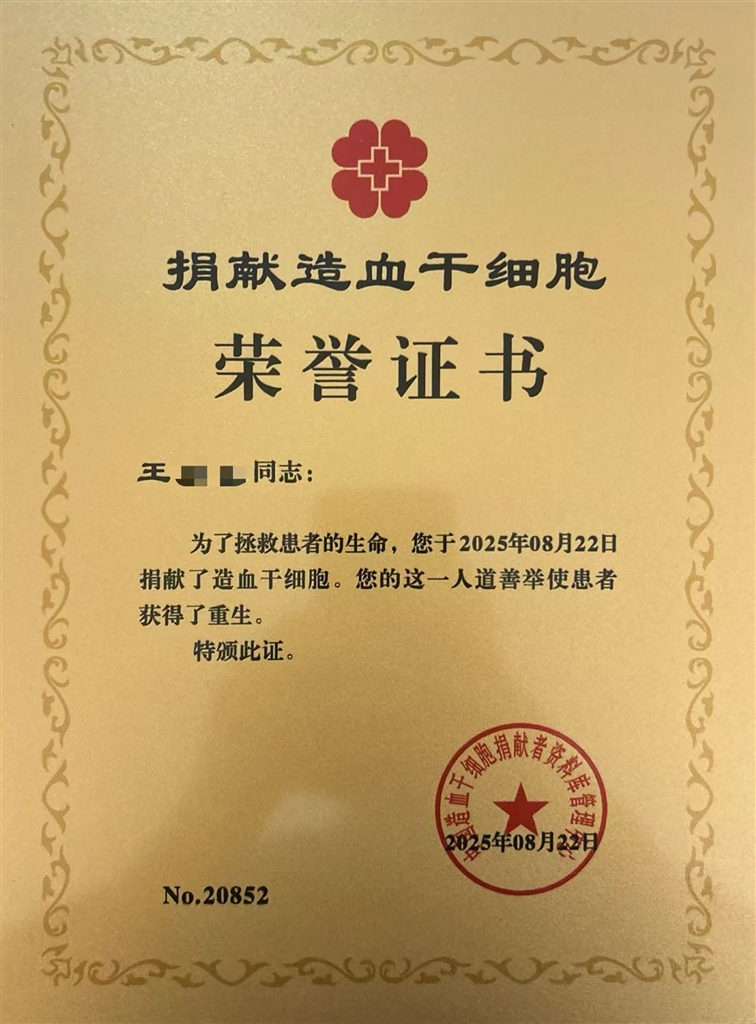 捐献造血干细胞
荣誉证书
王 同志：
为了拯救患者的生命，您于2025年08月22日
捐献了造血干细胞。您的这一人道善举使患者
获得了重生。
特颁此证。
中国造血干细胞捐献者资料库管理中心
2025年08月22日
No.20852